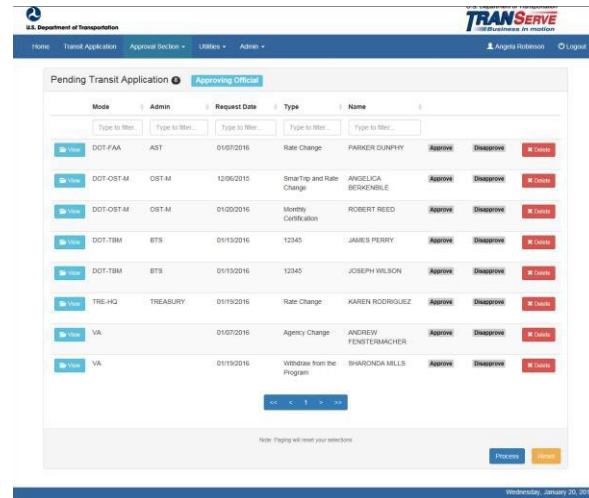 U.S. Department of Transportation
U.S. Department of Transportation
TRANSERVE
Business in motion
Home Transit Application Approval Section Utilities Admin Angela Robinson Logout
Pending Transit Application Approving Official
Mode Admin Request Date Type Name
Type to filter... Type to filter... Type to filter... Type to filter... Type to filter...
View DOT-FAA AST 01/07/2016 Rate Change PARKER DUNPHY Approve Disapprove Delete
View DOT-OST-M OST-M 12/06/2015 SmarTrip and Rate Change ANGELICA BERKENBILE Approve Disapprove Delete
View DOT-OST-M OST-M 01/20/2016 Monthly Certification ROBERT REED Approve Disapprove Delete
View DOT-TBM BTS 01/13/2016 12345 JAMES PERRY Approve Disapprove Delete
View DOT-TBM BTS 01/13/2016 12345 JOSEPH WILSON Approve Disapprove Delete
View TRE-HQ TREASURY 01/19/2016 Rate Change KAREN RODRIGUEZ Approve Disapprove Delete
View VA 01/07/2016 Agency Change ANDREW FENSTERMACHER Approve Disapprove Delete
View VA 01/19/2016 Withdraw from the Program SHARONDA MILLS Approve Disapprove Delete
<< < 1 > >>
Note: Paging will reset your selections
Process Reset
Wednesday, January 20, 201